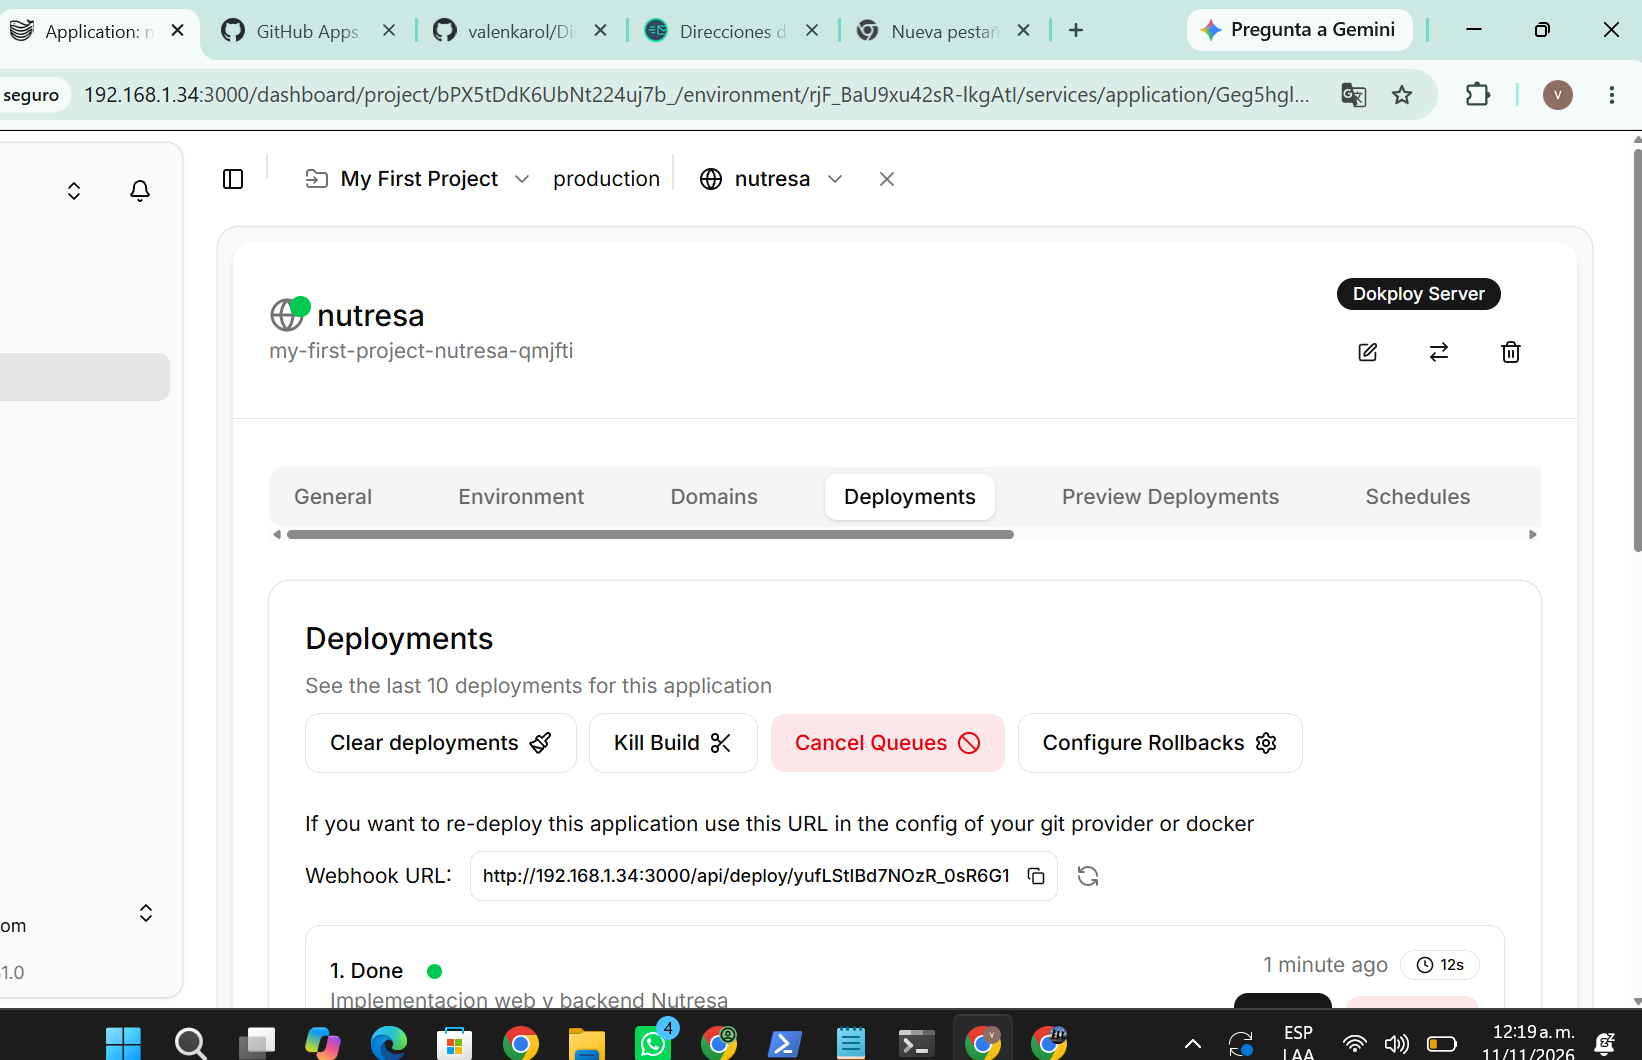 Application: n
GitHub Apps
valenkarol/Di
Direcciones d
Nueva pestañ
Pregunta a Gemini
seguro
192.168.1.34:3000/dashboard/project/bPX5tDdK6UbNt224uj7b_/environment/rjF_BaU9xu42sR-lkgAtI/services/application/Geg5hgl...
V
My First Project
production
nutresa
nutresa
my-first-project-nutresa-qmjfti
Dokploy Server
General
Environment
Domains
Deployments
Preview Deployments
Schedules
Deployments
See the last 10 deployments for this application
Clear deployments
Kill Build
Cancel Queues
Configure Rollbacks
If you want to re-deploy this application use this URL in the config of your git provider or docker
Webhook URL:
http://192.168.1.34:3000/api/deploy/yufLStIBd7NOzR_0sR6G1
om
1.0
1. Done
1 minute ago
12s
Implementacion web y backend Nutresa
4
ESP
LAA
12:19 a. m.
11/11/2026